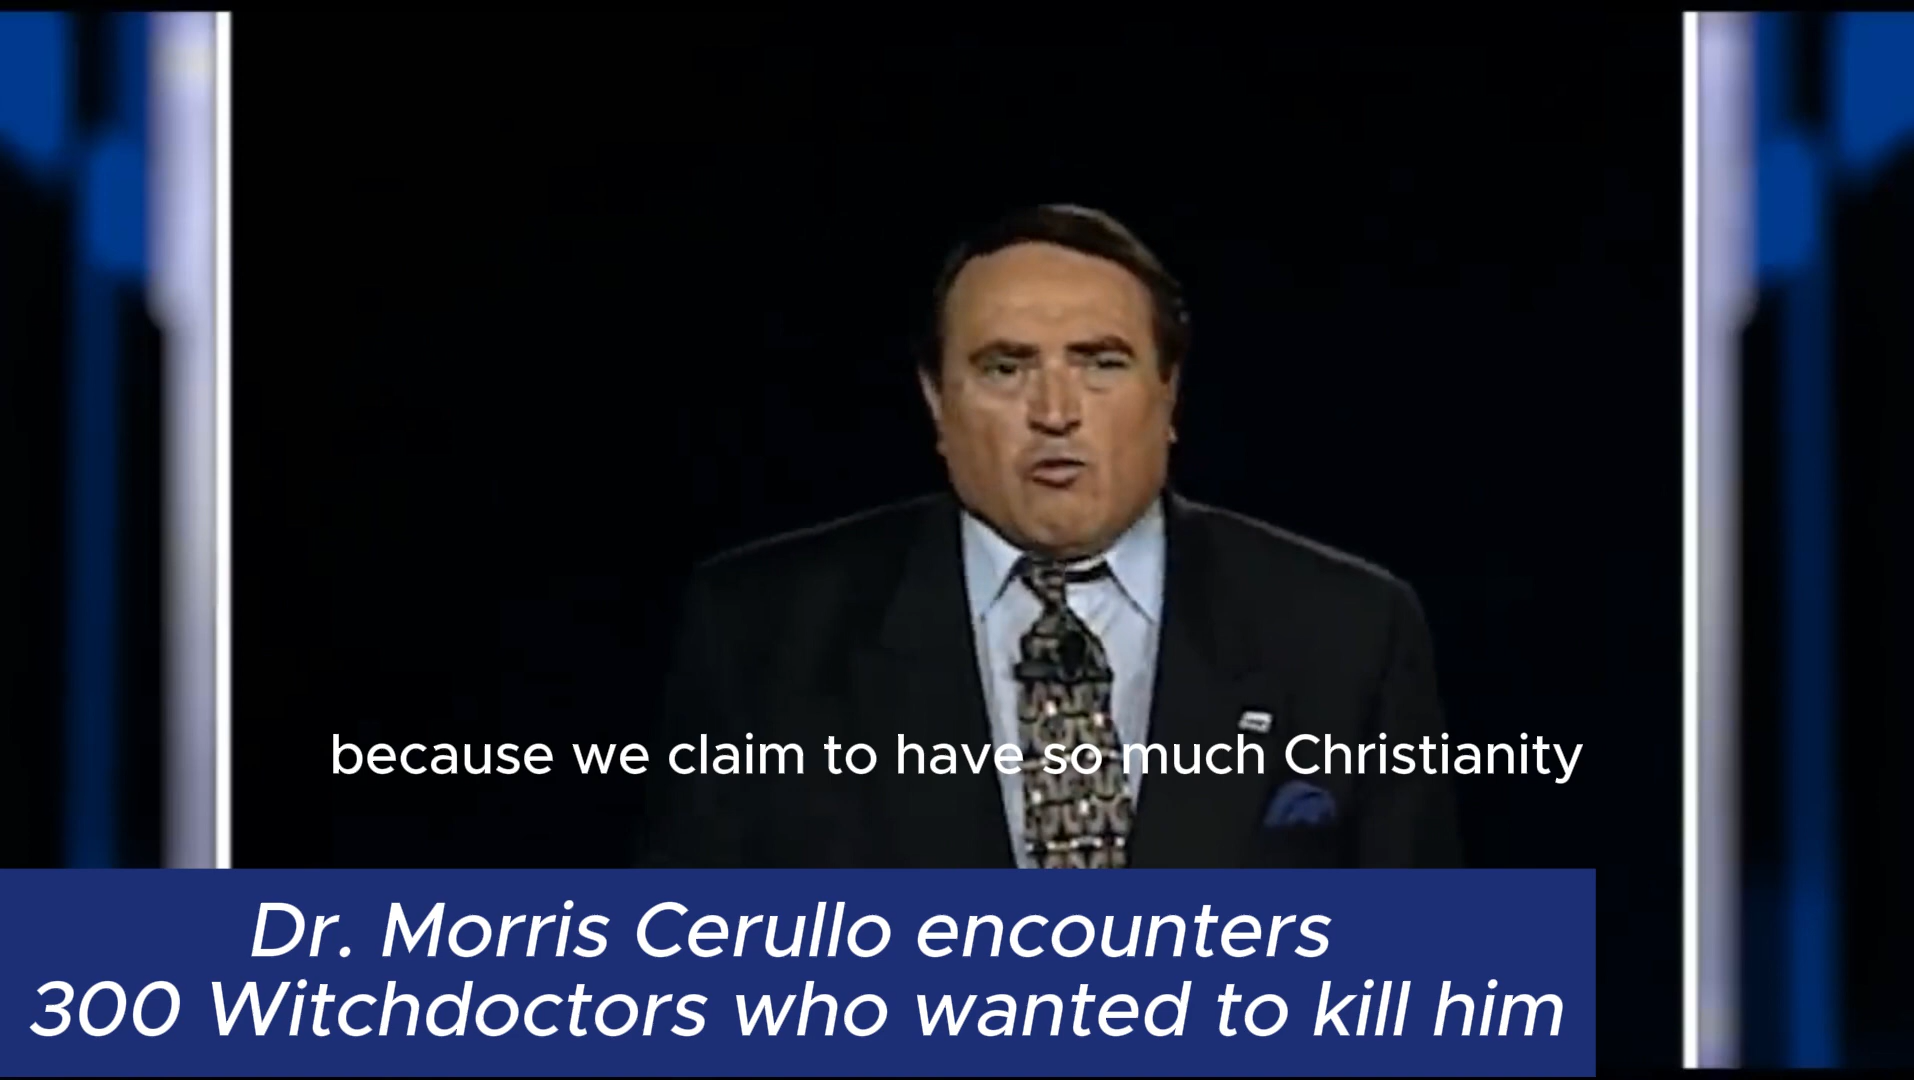 because we claim to have so much Christianity
Dr. Morris Cerullo encounters
300 Witchdoctors who wanted to kill him